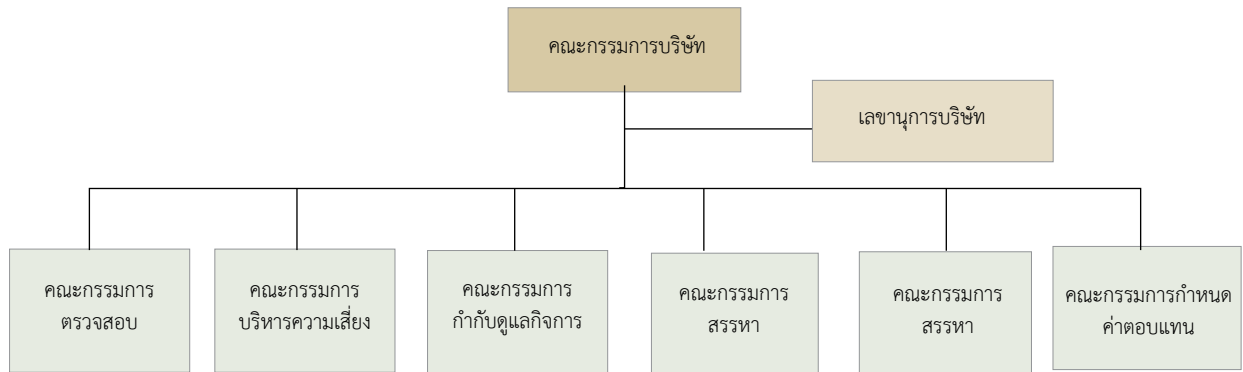 คณะกรรมการบริษัท
เลขานุการบริษัท
คณะกรรมการ
ตรวจสอบ
คณะกรรมการ
บริหารความเสี่ยง
คณะกรรมการ
กำกับดูแลกิจการ
คณะกรรมการ
สรรหา
คณะกรรมการ
สรรหา
คณะกรรมการกำหนด
ค่าตอบแทน